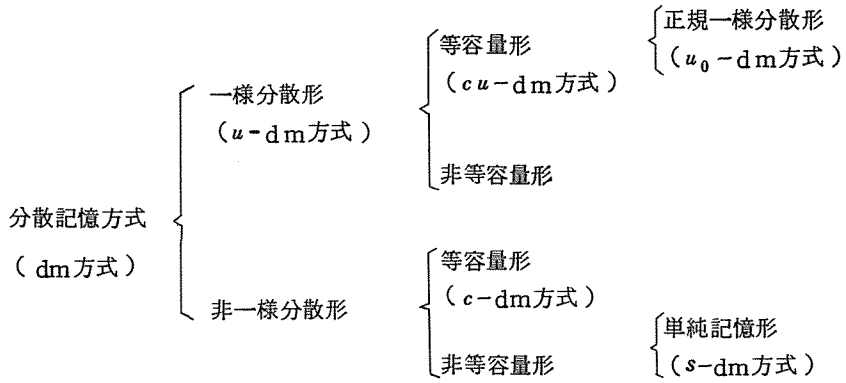 分散記憶方式
(dm方式)
一様分散形
(u-dm方式)
非一様分散形
等容量形
(cu-dm方式)
非等容量形
等容量形
(c-dm方式)
非等容量形
正規一様分散形
(u₀-dm方式)
単純記憶形
(s-dm方式)